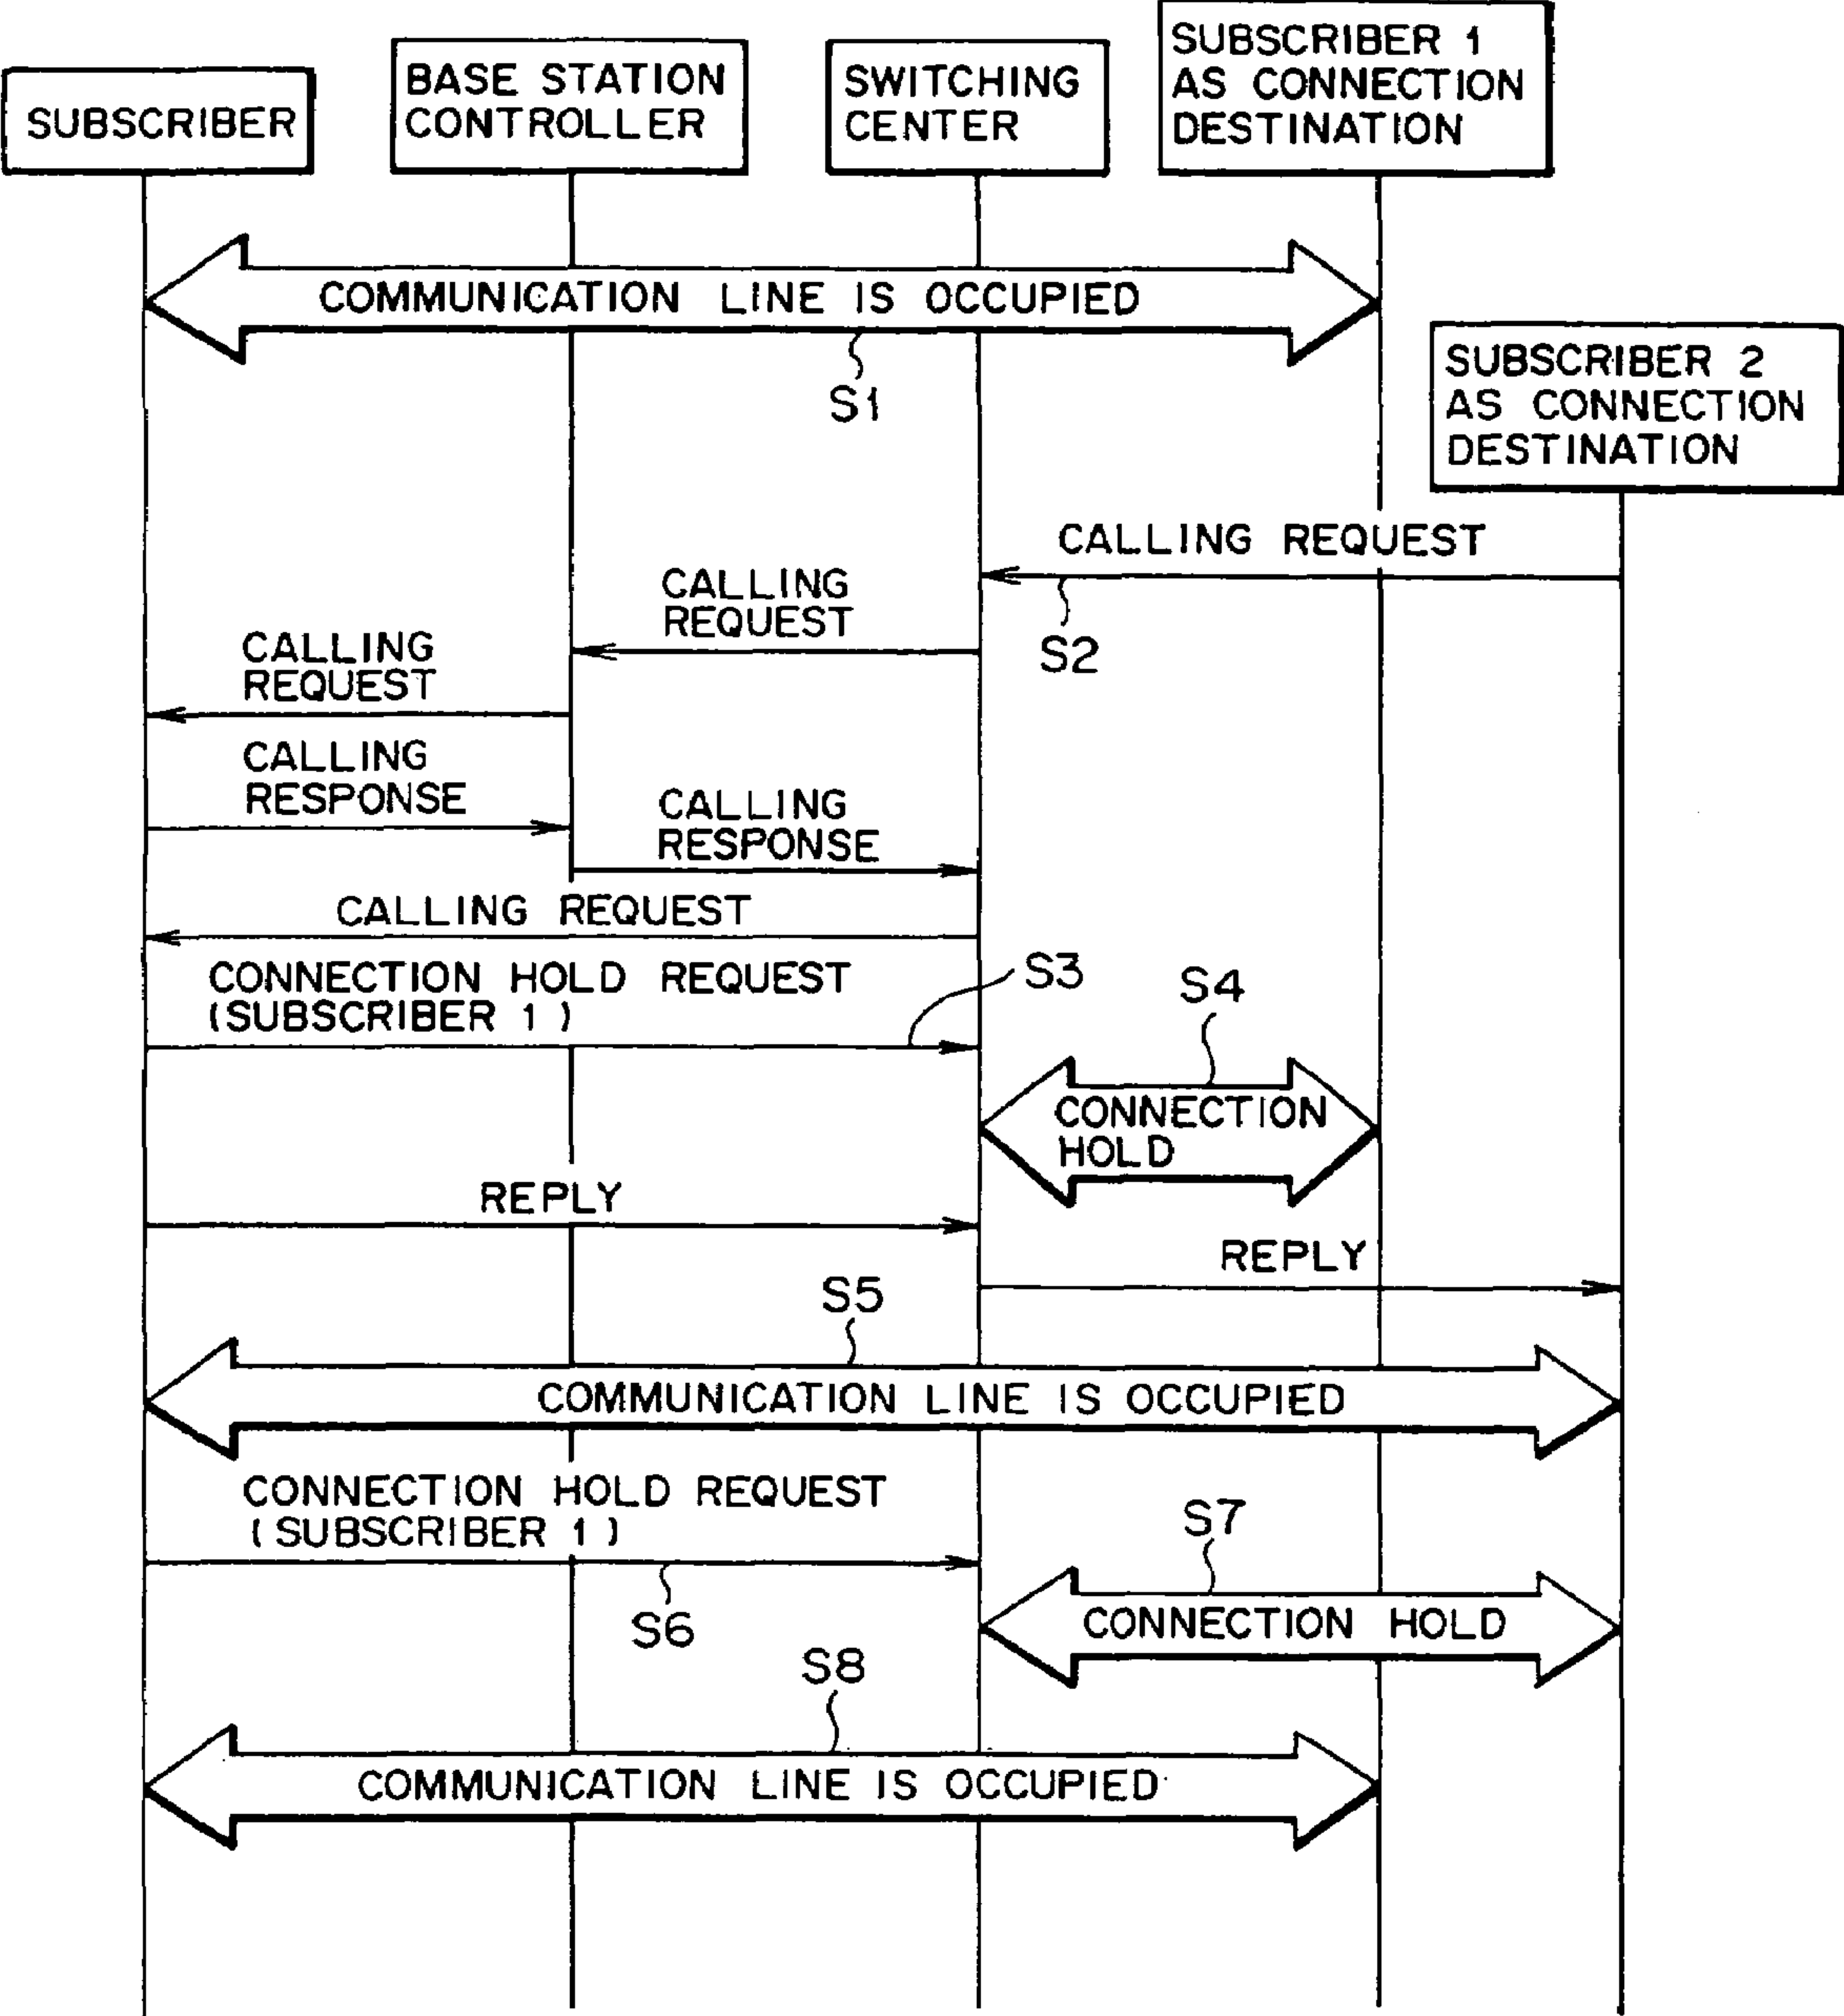 SUBSCRIBER
BASE STATION
CONTROLLER
SWITCHING
CENTER
SUBSCRIBER 1
AS CONNECTION
DESTINATION
COMMUNICATION LINE IS OCCUPIED
S1
SUBSCRIBER 2
AS CONNECTION
DESTINATION
CALLING REQUEST
S2
CALLING
REQUEST
CALLING
REQUEST
CALLING
RESPONSE
CALLING
RESPONSE
CALLING REQUEST
CONNECTION HOLD REQUEST
(SUBSCRIBER 1)
S3
S4
CONNECTION
HOLD
REPLY
REPLY
S5
COMMUNICATION LINE IS OCCUPIED
CONNECTION HOLD REQUEST
(SUBSCRIBER 1)
S6
S7
CONNECTION HOLD
S8
COMMUNICATION LINE IS OCCUPIED